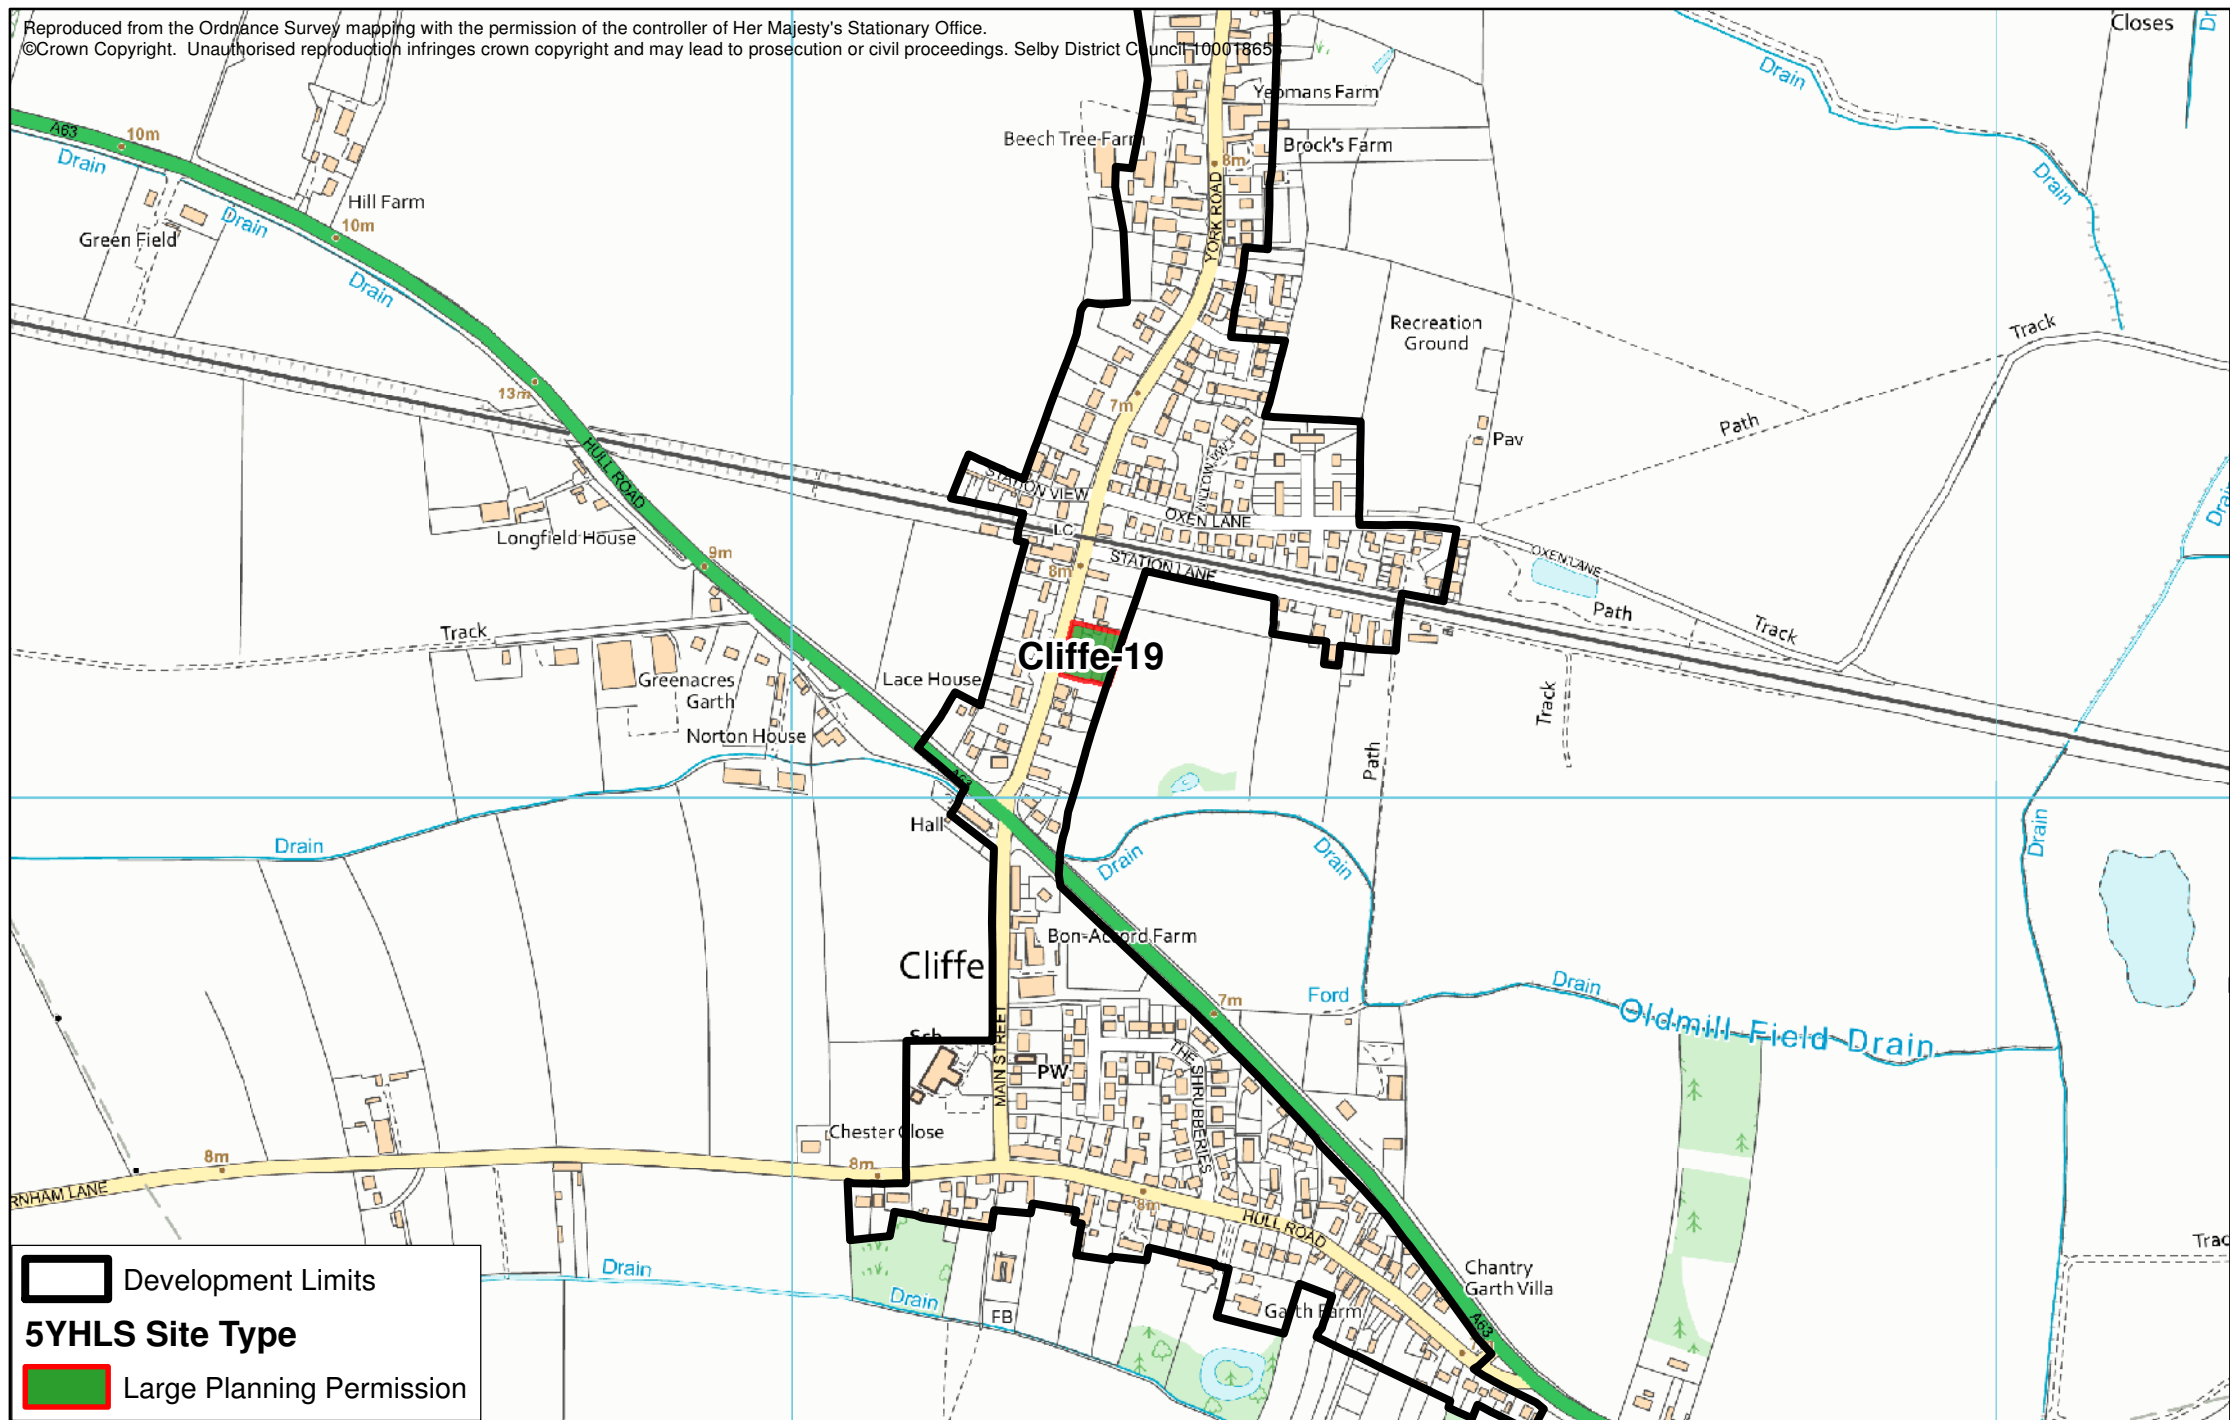 Reproduced from the Ordnance Survey mapping with the permission of the controller of Her Majesty's Stationary Office.
©Crown Copyright. Unauthorised reproduction infringes crown copyright and may lead to prosecution or civil proceedings. Selby District Council 10001865
Closes
Drain
Yeomans Farm
Beech Tree Farm
Brock's Farm
A63
10m
8m
Drain
Drain
Hill Farm
10m
Green Field
Drain
YORK ROAD
Drain
Recreation
Ground
Track
13m
7m
Path
Pav
HULL ROAD
STATION VIEW
WILLOW
OXEN LANE
LC
Longfield House
9m
STATION LANE
OXEN LANE
8m
Path
Track
Track
Cliffe-19
Lace House
Greenacres
Garth
Track
Norton House
Path
A63
Hall
Drain
Drain
Drain
Drain
Cliffe
Bon-Accord Farm
Ford
Drain
7m
Oldmill Field Drain
Sch
MAIN STREET
PW
THE SHRUBBERIES
Chester Close
8m
8m
RNHAM LANE
8m
HULL ROAD
Chantry
Garth Villa
Drain
Drain
FB
Garth Farm
A63
Development Limits
5YHLS Site Type
Large Planning Permission